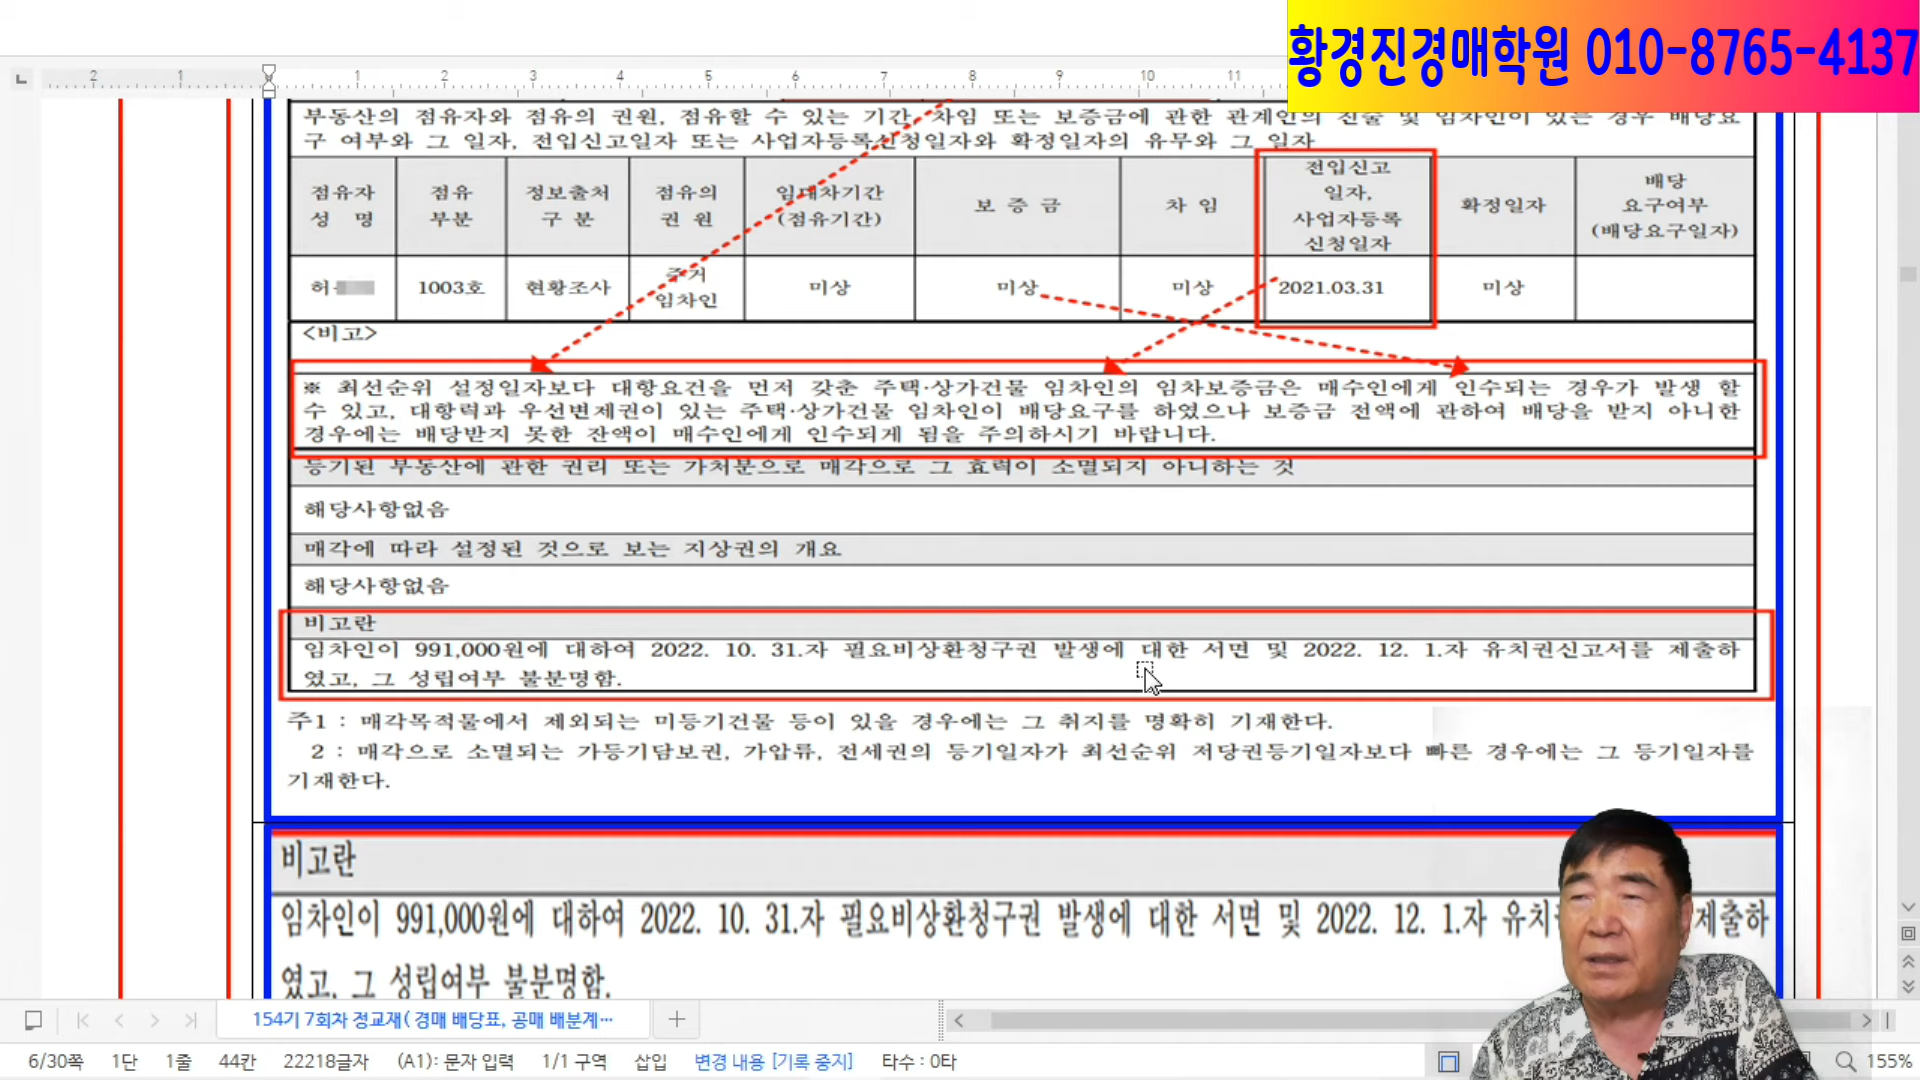 황경진경매학원 010-8765-4137
2 1 1 2 3 4 5 6 7 8 9 10 11
부동산의 점유자와 점유의 권원, 점유할 수 있는 기간, 차임 또는 보증금에 관한 관계인의 진술 및 임차인이 있는 경우 배당요
구 여부와 그 일자, 전입신고일자 또는 사업자등록신청일자와 확정일자의 유무와 그 일자
점유자 성 명 점유 부분 정보출처 구 분 점유의 권 원 임대차기간 (점유기간) 보 증 금 차 임 전입신고 일자, 사업자등록 신청일자 확정일자 배당 요구여부 (배당요구일자)
허 1003호 현황조사 주거 임차인 미상 미상 미상 2021.03.31 미상
<비고>
※ 최선순위 설정일자보다 대항요건을 먼저 갖춘 주택·상가건물 임차인의 임차보증금은 매수인에게 인수되는 경우가 발생 할
수 있고, 대항력과 우선변제권이 있는 주택·상가건물 임차인이 배당요구를 하였으나 보증금 전액에 관하여 배당을 받지 아니한
경우에는 배당받지 못한 잔액이 매수인에게 인수되게 됨을 주의하시기 바랍니다.
등기된 부동산에 관한 권리 또는 가처분으로 매각으로 그 효력이 소멸되지 아니하는 것
해당사항없음
매각에 따라 설정된 것으로 보는 지상권의 개요
해당사항없음
비고란
임차인이 991,000원에 대하여 2022. 10. 31.자 필요비상환청구권 발생에 대한 서면 및 2022. 12. 1.자 유치권신고서를 제출하
였고, 그 성립여부 불분명함.
주1 : 매각목적물에서 제외되는 미등기건물 등이 있을 경우에는 그 취지를 명확히 기재한다.
2 : 매각으로 소멸되는 가등기담보권, 가압류, 전세권의 등기일자가 최선순위 저당권등기일자보다 빠른 경우에는 그 등기일자를
기재한다.
비고란
임차인이 991,000원에 대하여 2022. 10. 31.자 필요비상환청구권 발생에 대한 서면 및 2022. 12. 1.자 유치 제출하
였고, 그 성립여부 불분명함.
154기 7회차 정교재( 경매 배당표, 공매 배분계…
6/30쪽 1단 1줄 44칸 22218글자 (A1): 문자 입력 1/1 구역 삽입 변경 내용 [기록 중지] 타수 : 0타 155%